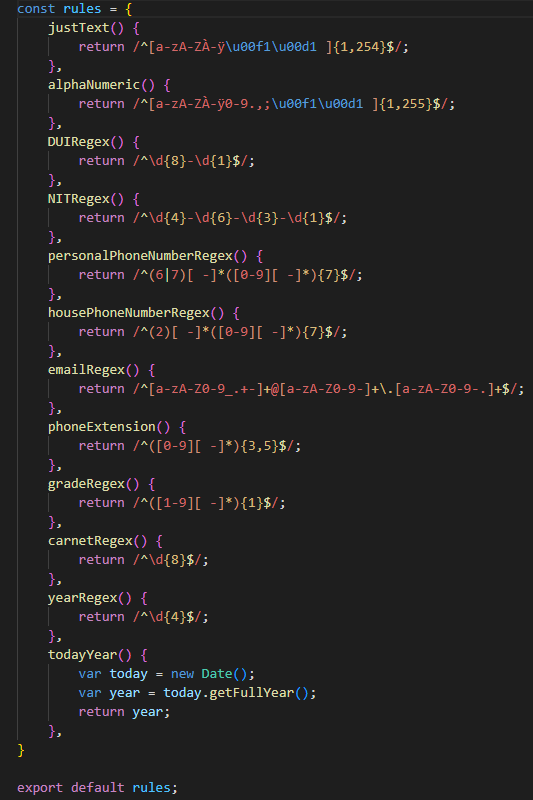 const rules = {
    justText() {
        return /^[a-zA-ZÀ-ÿ\u00f1\u00d1 ]{1,254}$/;
    },
    alphaNumeric() {
        return /^[a-zA-ZÀ-ÿ0-9.,;\u00f1\u00d1 ]{1,255}$/;
    },
    DUIRegex() {
        return /^\d{8}-\d{1}$/;
    },
    NITRegex() {
        return /^\d{4}-\d{6}-\d{3}-\d{1}$/;
    },
    personalPhoneNumberRegex() {
        return /^(6|7)[ -]*([0-9][ -]*){7}$/;
    },
    housePhoneNumberRegex() {
        return /^(2)[ -]*([0-9][ -]*){7}$/;
    },
    emailRegex() {
        return /^[a-zA-Z0-9_.+-]+@[a-zA-Z0-9-]+\.[a-zA-Z0-9-.]+$/;
    },
    phoneExtension() {
        return /^([0-9][ -]*){3,5}$/;
    },
    gradeRegex() {
        return /^([1-9][ -]*){1}$/;
    },
    carnetRegex() {
        return /^\d{8}$/;
    },
    yearRegex() {
        return /^\d{4}$/;
    },
    todayYear() {
        var today = new Date();
        var year = today.getFullYear();
        return year;
    },
}
export default rules;